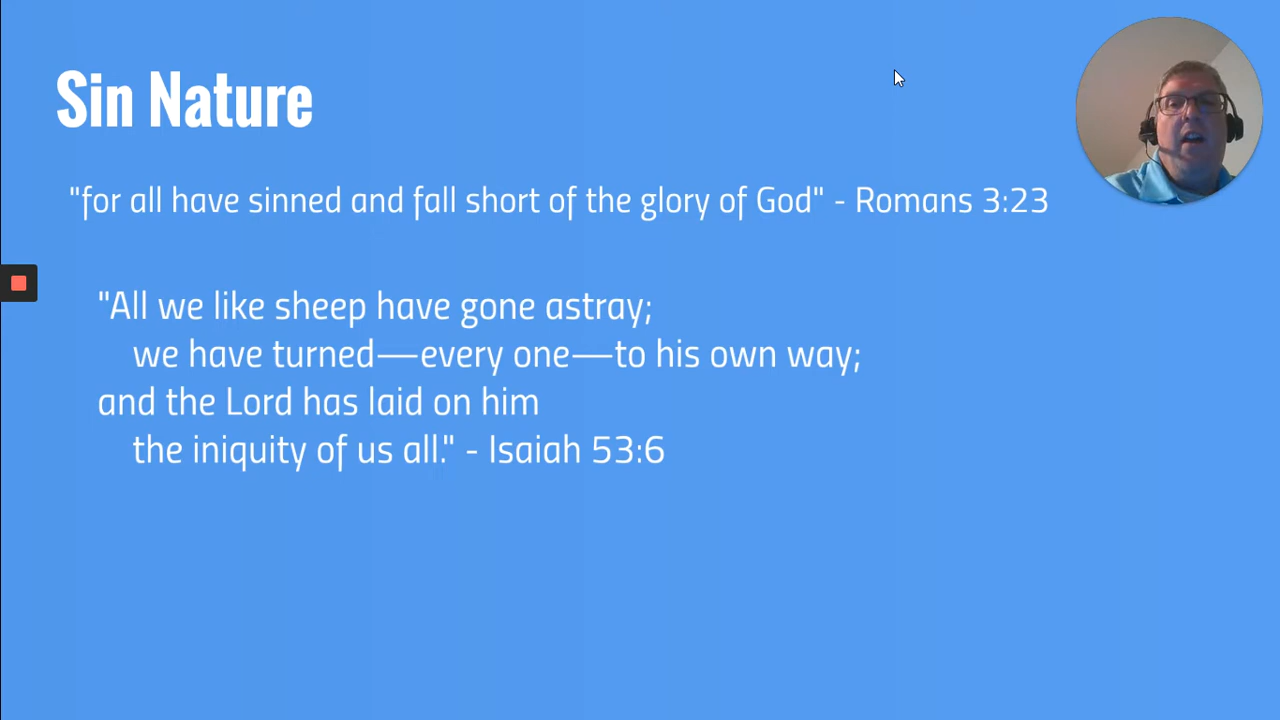 Sin Nature
"for all have sinned and fall short of the glory of God" - Romans 3:23
"All we like sheep have gone astray;
we have turned—every one—to his own way;
and the Lord has laid on him
the iniquity of us all." - Isaiah 53:6